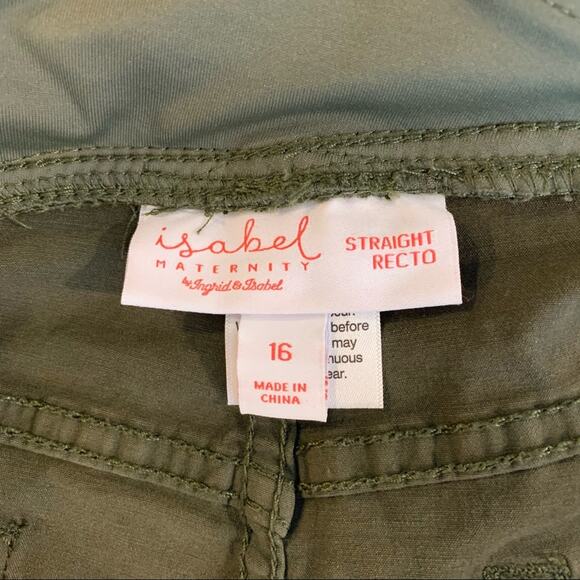 isabel
MATERNITY
by Ingrid & Isabel
STRAIGHT
RECTO
before
may
nuous
ear.
16
MADE IN
CHINA